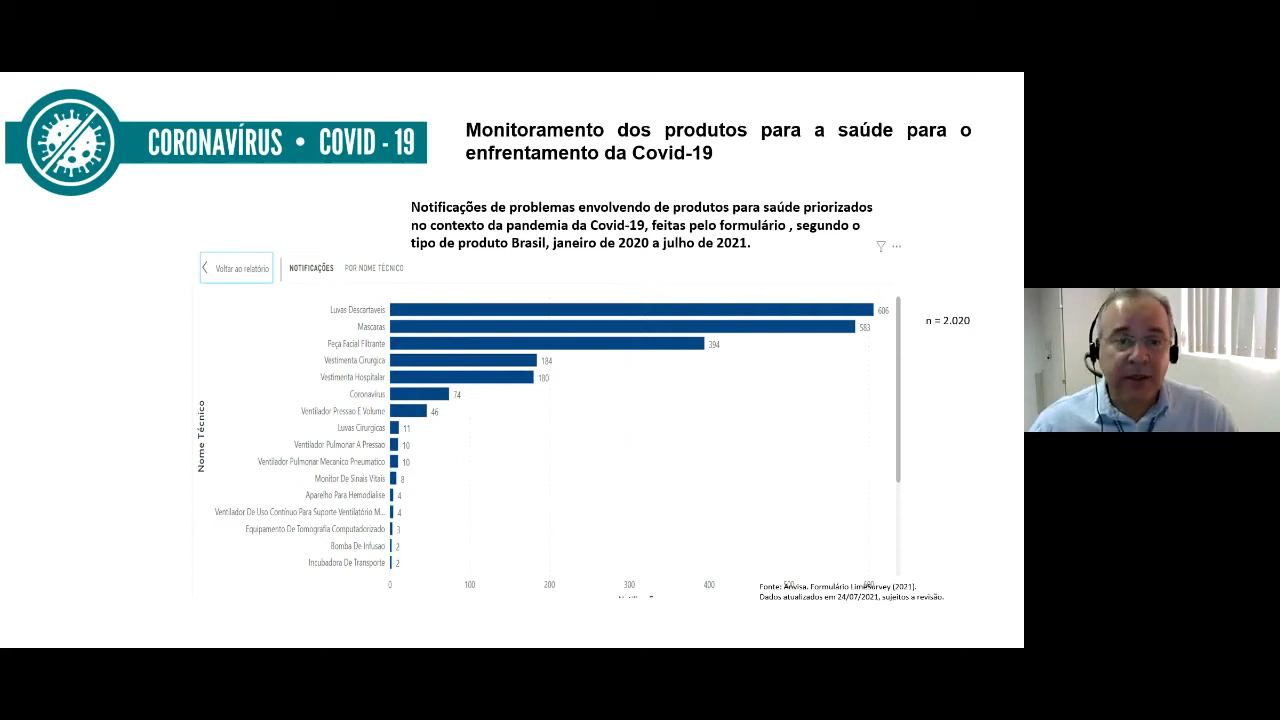 CORONAVÍRUS • COVID - 19
Monitoramento dos produtos para a saúde para o
enfrentamento da Covid-19
Notificações de problemas envolvendo de produtos para saúde priorizados
no contexto da pandemia da Covid-19, feitas pelo formulário , segundo o
tipo de produto Brasil, janeiro de 2020 a julho de 2021.
Voltar ao relatório
NOTIFICAÇÕES
POR NOME TÉCNICO
n = 2.020
Nome Técnico
Luvas Descartaveis 606
Mascaras 583
Peça Facial Filtrante 394
Vestimenta Cirurgica 184
Vestimenta Hospitalar 180
Coronavirus 74
Ventilador Pressao E Volume 46
Luvas Cirurgicas 11
Ventilador Pulmonar A Pressao 10
Ventilador Pulmonar Mecanico Pneumatico 10
Monitor De Sinais Vitais 8
Aparelho Para Hemodialise 4
Ventilador De Uso Contínuo Para Suporte Ventilatório M... 4
Equipamento De Tomografia Computadorizado 3
Bomba De Infusao 2
Incubadora De Transporte 2
0 100 200 300 400 500 600
Fonte: Anvisa. Formulário LimeSurvey (2021).
Dados atualizados em 24/07/2021, sujeitos a revisão.